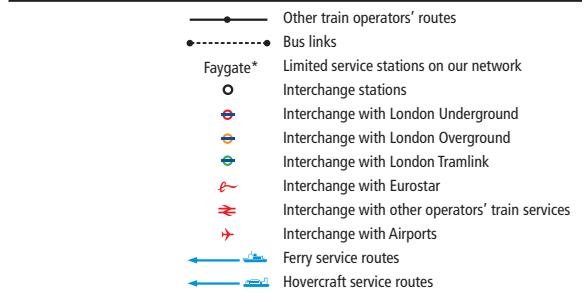 Other train operators' routes
Bus links
Faygate* Limited service stations on our network
Interchange stations
Interchange with London Underground
Interchange with London Overground
Interchange with London Tramlink
Interchange with Eurostar
Interchange with other operators' train services
Interchange with Airports
Ferry service routes
Hovercraft service routes